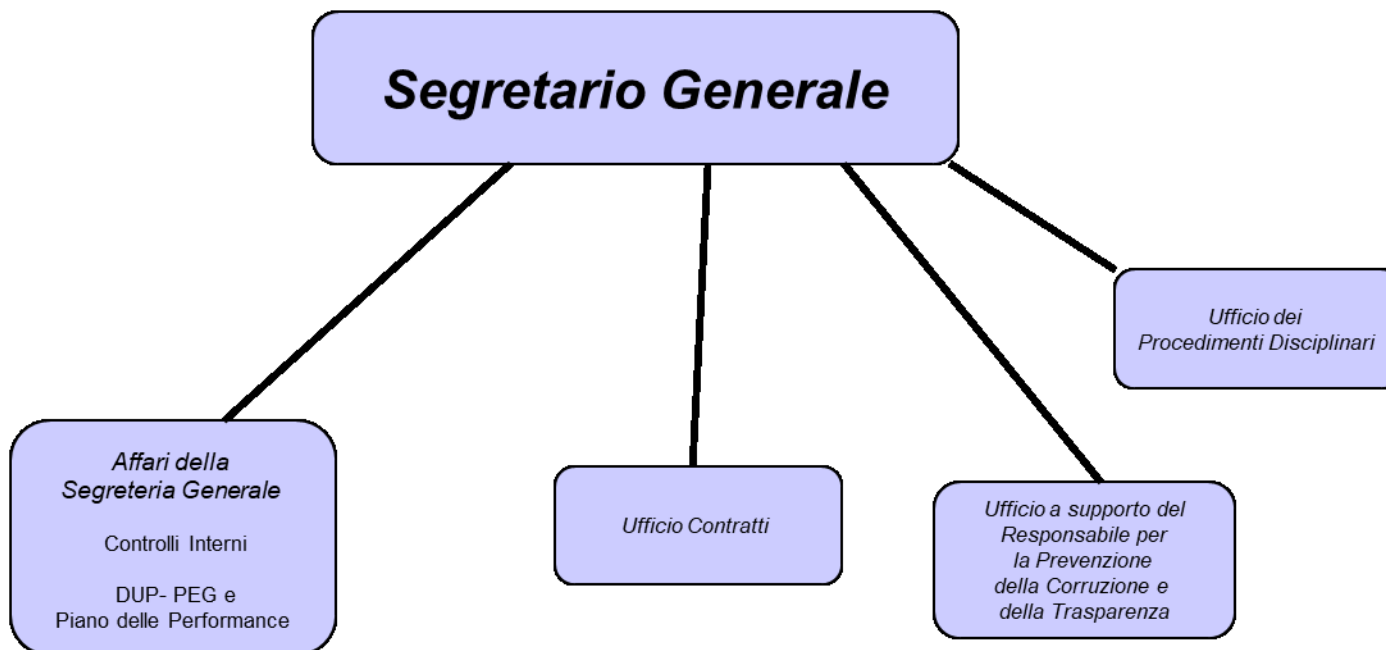 Segretario Generale
Ufficio dei
Procedimenti Disciplinari
Affari della
Segreteria Generale
Controlli Interni
DUP- PEG e
Piano delle Performance
Ufficio Contratti
Ufficio a supporto del
Responsabile per
la Prevenzione
della Corruzione e
della Trasparenza